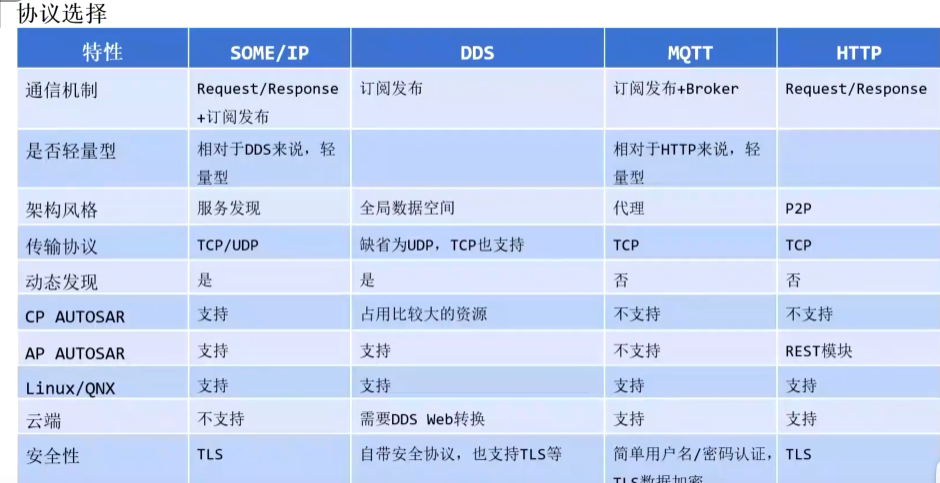 协议选择
特性 SOME/IP DDS MQTT HTTP
通信机制 Request/Response 订阅发布 订阅发布+Broker Request/Response
+订阅发布
是否轻量型 相对于DDS来说，轻 相对于HTTP来说，轻
量型 量型
架构风格 服务发现 全局数据空间 代理 P2P
传输协议 TCP/UDP 缺省为UDP，TCP也支持 TCP TCP
动态发现 是 是 否 否
CP AUTOSAR 支持 占用比较大的资源 不支持 不支持
AP AUTOSAR 支持 支持 不支持 REST模块
Linux/QNX 支持 支持 支持 支持
云端 不支持 需要DDS Web转换 支持 支持
安全性 TLS 自带安全协议，也支持TLS等 简单用户名/密码认证， TLS
TLS数据加密